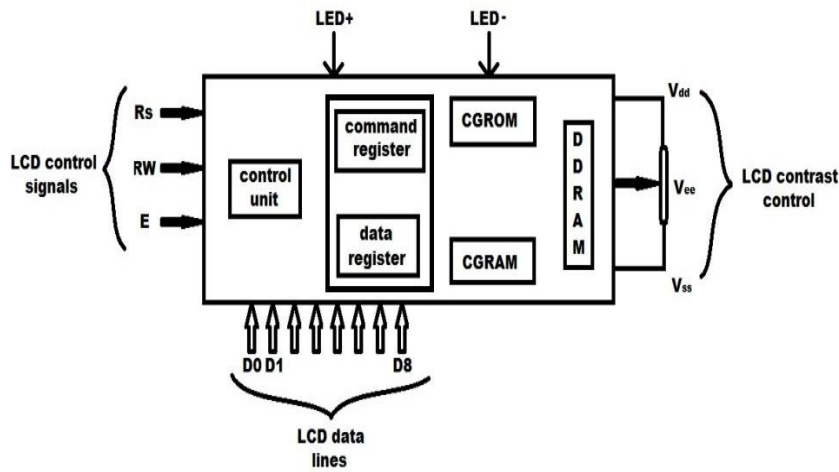 LED+
LED-
Rs
RW
E
LCD control
signals
control
unit
command
register
data
register
CGROM
CGRAM
D
D
R
A
M
Vdd
Vee
Vss
LCD contrast
control
D0 D1
D8
LCD data
lines